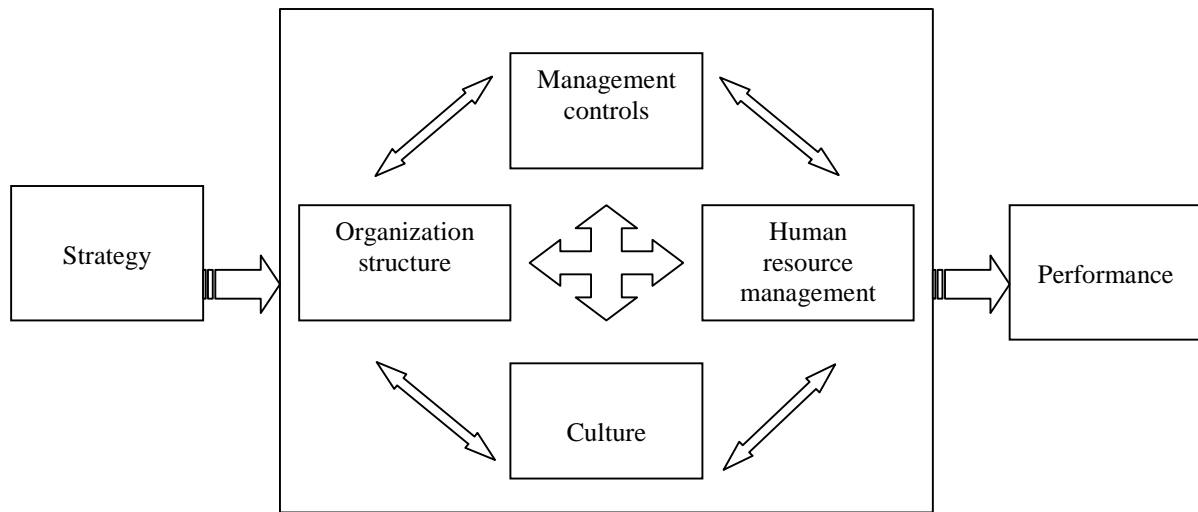 Management
controls
Strategy
Organization
structure
Human
resource
management
Performance
Culture